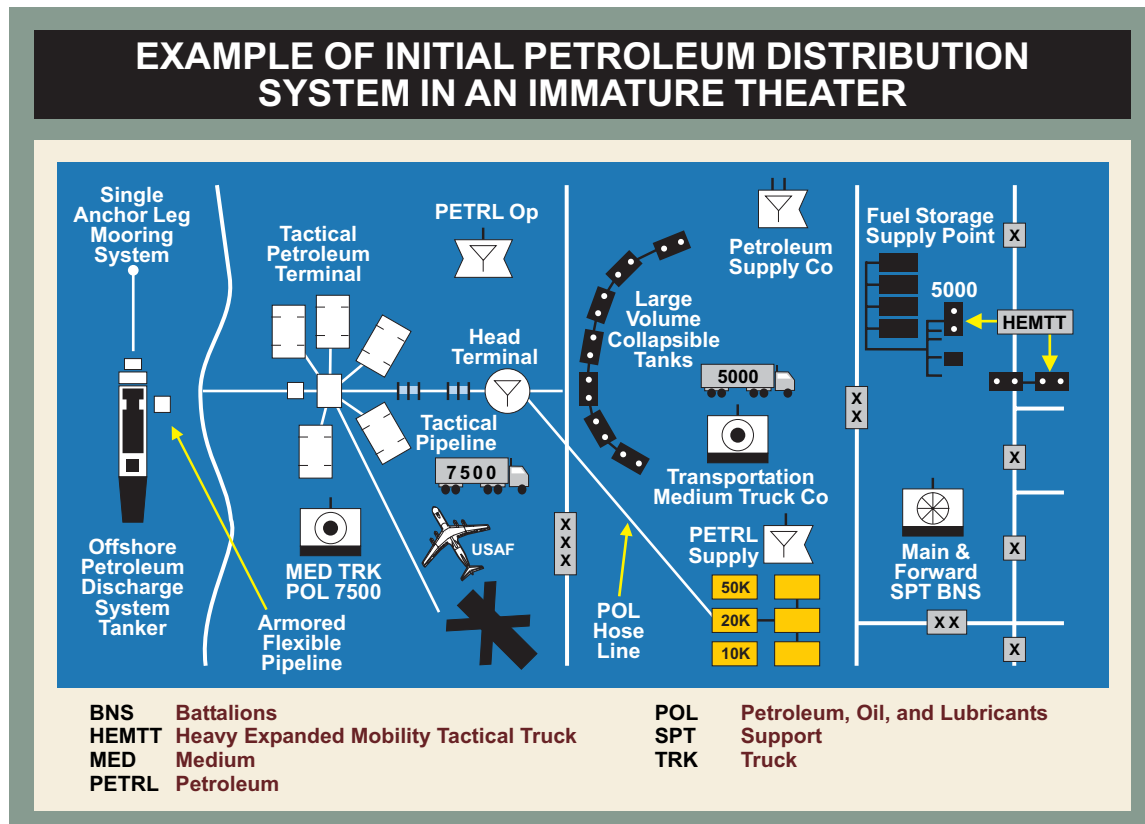 EXAMPLE OF INITIAL PETROLEUM DISTRIBUTION
SYSTEM IN AN IMMATURE THEATER
Single
Anchor Leg
Mooring
System
Offshore
Petroleum
Discharge
System
Tanker
Armored
Flexible
Pipeline
Tactical
Petroleum
Terminal
PETRL Op
Head
Terminal
Tactical
Pipeline
7500
MED TRK
POL 7500
USAF
X
X
X
Petroleum
Supply Co
Large
Volume
Collapsible
Tanks
5000
Transportation
Medium Truck Co
PETRL
Supply
POL
Hose
Line
50K
20K
10K
X
X
Fuel Storage
Supply Point
X
5000
HEMTT
X
X
Main &
Forward
SPT BNS
X X
X
BNS Battalions
HEMTT Heavy Expanded Mobility Tactical Truck
MED Medium
PETRL Petroleum
POL Petroleum, Oil, and Lubricants
SPT Support
TRK Truck